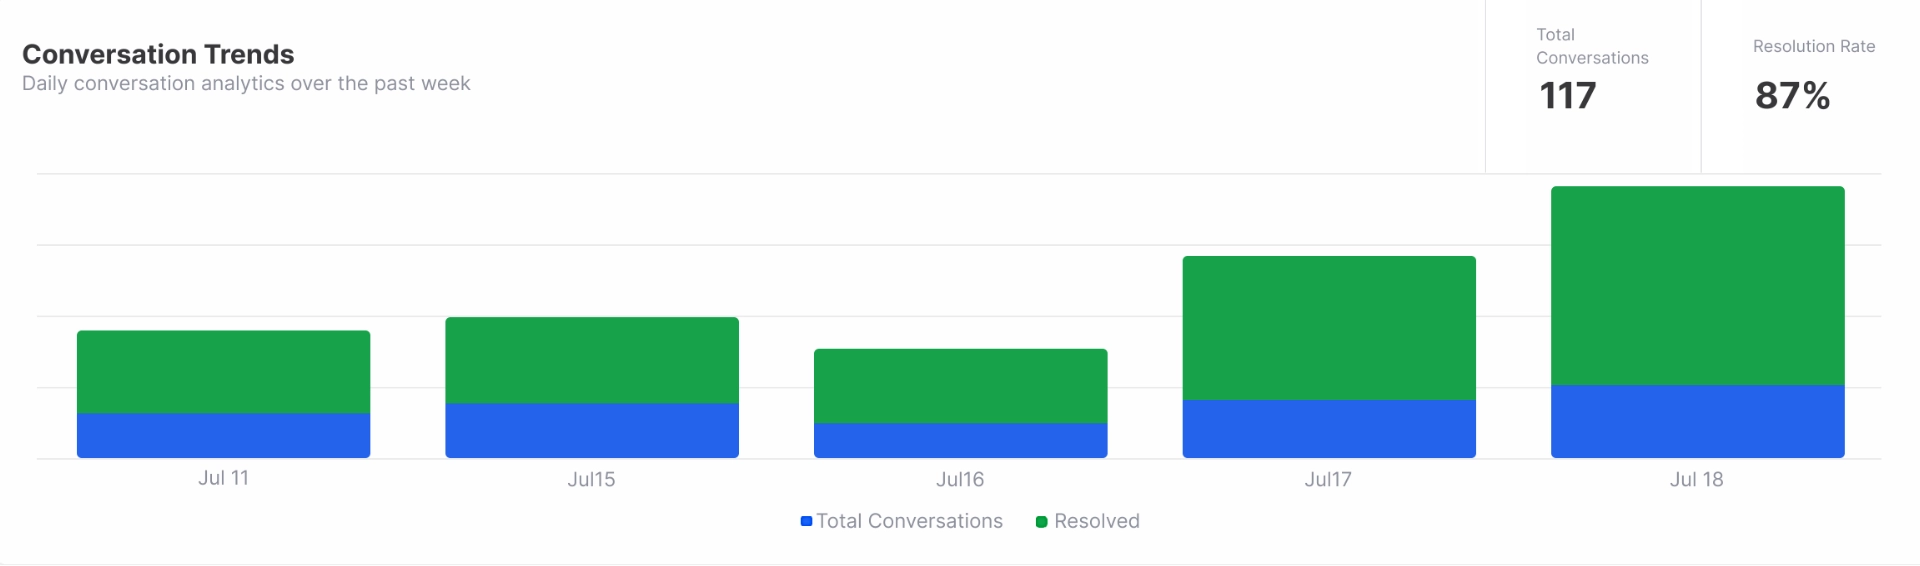 Conversation Trends
Daily conversation analytics over the past week
Total
Conversations
117
Resolution Rate
87%
Jul 11
Jul15
Jul16
Jul17
Jul 18
Total Conversations
Resolved